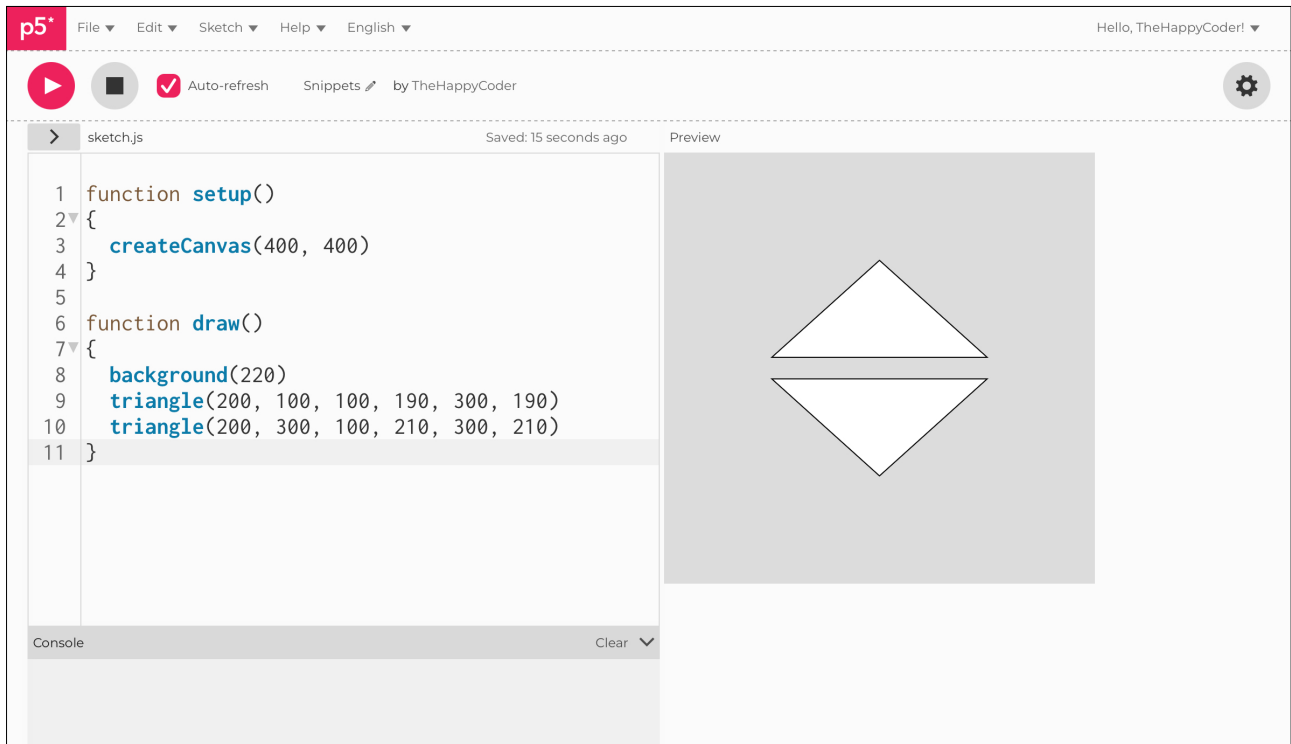 p5* File Edit Sketch Help English Hello, TheHappyCoder!
Auto-refresh Snippets by TheHappyCoder
sketch.js Saved: 15 seconds ago Preview
1 function setup()
2 {
3 createCanvas(400, 400)
4 }
5
6 function draw()
7 {
8 background(220)
9 triangle(200, 100, 100, 190, 300, 190)
10 triangle(200, 300, 100, 210, 300, 210)
11 }
Console Clear